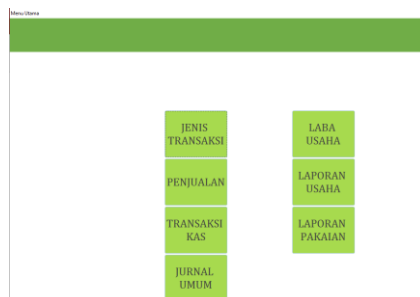 Menu Utama
JENIS
TRANSAKSI
PENJUALAN
TRANSAKSI
KAS
JURNAL
UMUM
LABA
USAHA
LAPORAN
USAHA
LAPORAN
PAKAIAN